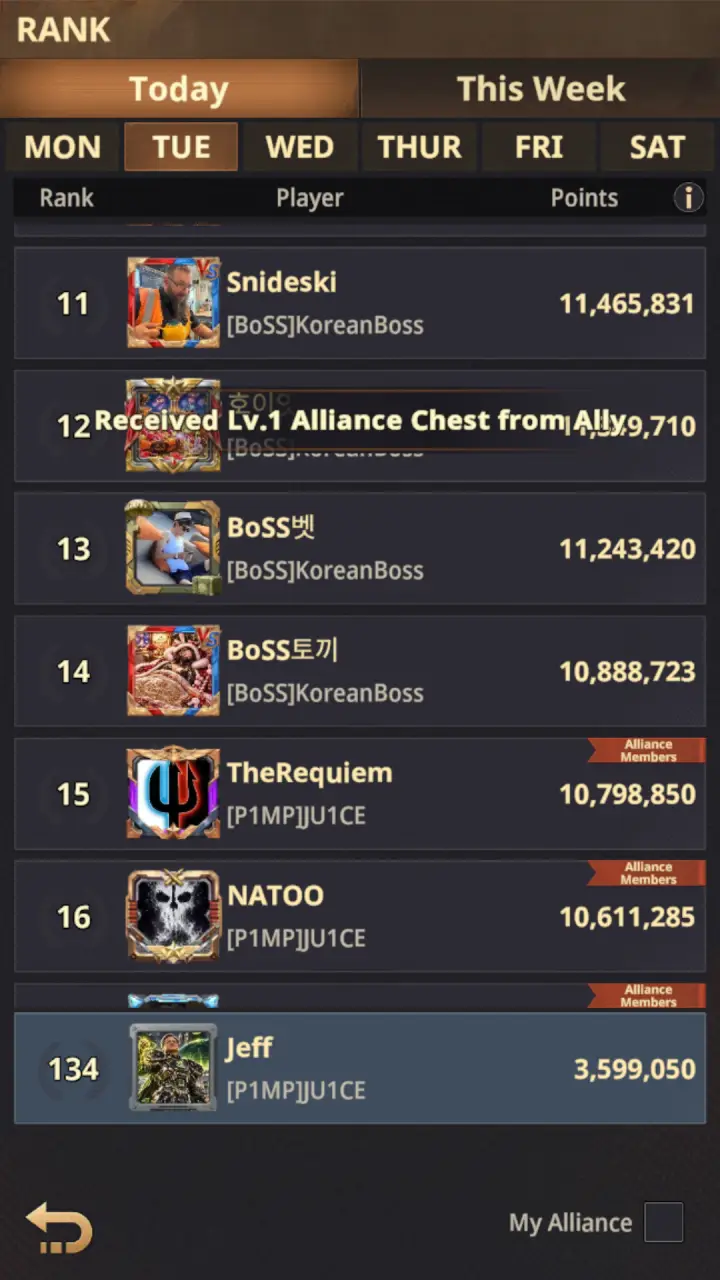 RANK
Today
This Week
MON
TUE
WED
THUR
FRI
SAT
Rank
Player
Points
11
Snideski
[BoSS]KoreanBoss
11,465,831
12
Received Lv.1 Alliance Chest from Ally.
13
BoSS벳
[BoSS]KoreanBoss
11,243,420
14
BoSS토끼
[BoSS]KoreanBoss
10,888,723
Alliance
Members
15
TheRequiem
[P1MP]JU1CE
10,798,850
Alliance
Members
16
NATOO
[P1MP]JU1CE
10,611,285
Alliance
Members
134
Jeff
[P1MP]JU1CE
3,599,050
My Alliance